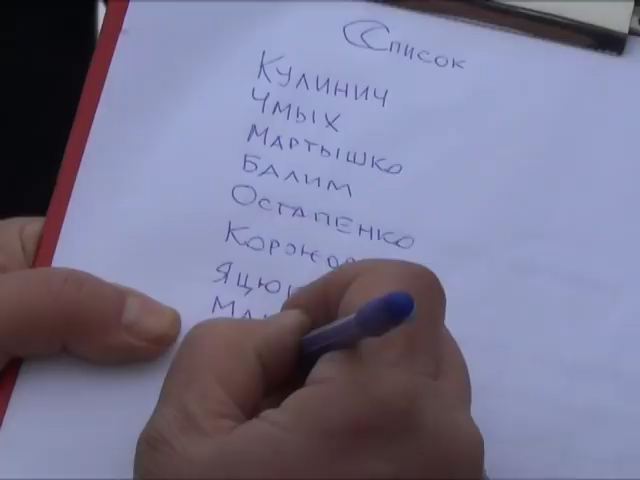 Список
Кулинич
Чмых
Мартышко
Балим
Остапенко